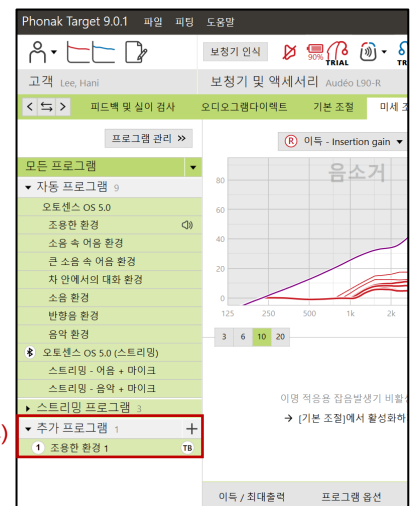 Phonak Target 9.0.1 파일 피팅 도움말
보청기 인식 90% TRIAL
고객 Lee, Hani 보청기 및 액세서리 Audéo L90-R
피드백 및 실이 검사 오디오그램다이렉트 기본 조절 미세 조
프로그램 관리 »
R 이득 - Insertion gain
모든 프로그램
음소거
자동 프로그램 9
오토센스 OS 5.0
조용한 환경
소음 속 어음 환경
큰 소음 속 어음 환경
차 안에서의 대화 환경
소음 환경
반향음 환경
음악 환경
오토센스 OS 5.0 (스트리밍)
스트리밍 - 어음 + 마이크
스트리밍 - 음악 + 마이크
스트리밍 프로그램 3
추가 프로그램 1 +
1 조용한 환경 1 TB
)
80
60
40
20
0
125 250 500 1k 2k
3 6 10 20
이명 적응용 잡음발생기 비활성
→ [기본 조절]에서 활성화하
이득 / 최대출력 프로그램 옵션